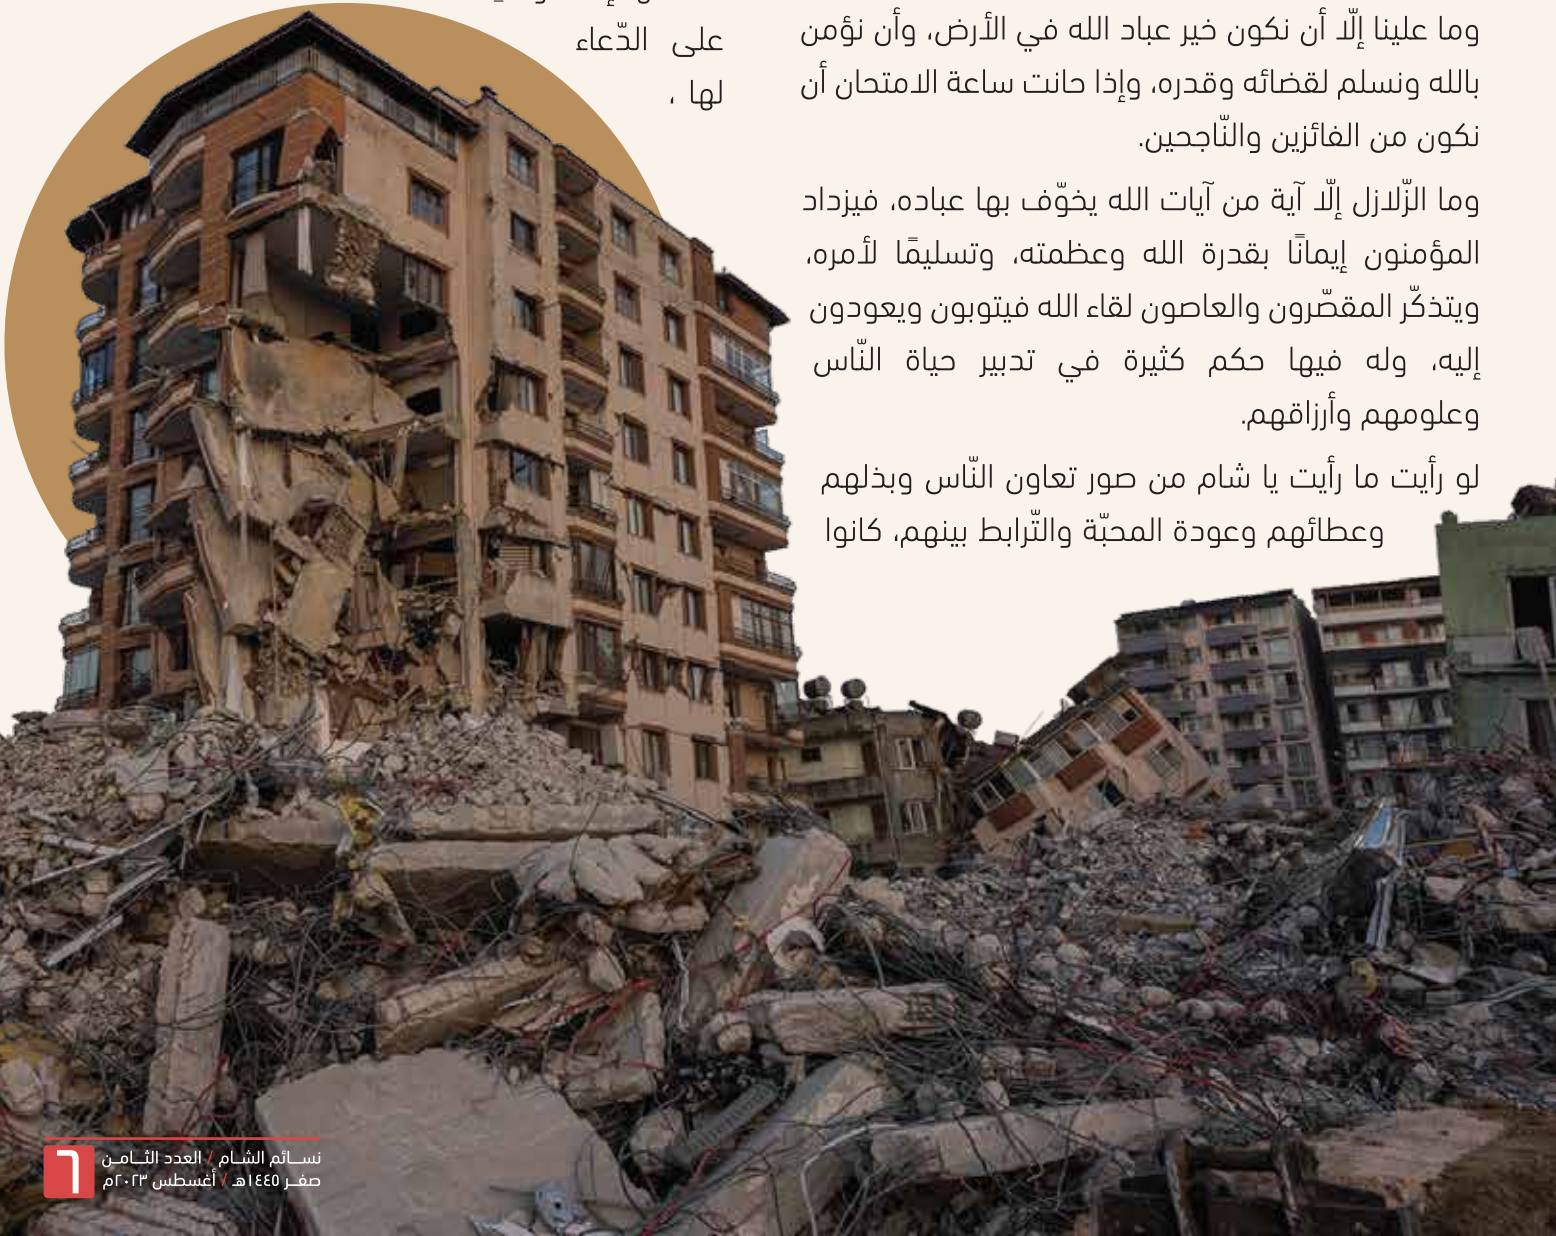 وما علينا إلّا أن نكون خير عباد الله في الأرض، وأن نؤمن
بالله ونسلم لقضائه وقدره، وإذا حانت ساعة الامتحان أن
نكون من الفائزين والنّاجحين.
وما الزّلازل إلّا آية من آيات الله يخوّف بها عباده، فيزداد
المؤمنون إيمانًا بقدرة الله وعظمته، وتسليمًا لأمره،
ويتذكّر المقصّرون والعاصون لقاء الله فيتوبون ويعودون
إليه، وله فيها حكم كثيرة في تدبير حياة النّاس
وعلومهم وأرزاقهم.
لو رأيت ما رأيت يا شام من صور تعاون النّاس وبذلهم
وعطائهم وعودة المحبّة والتّرابط بينهم، كانوا
على الدّعاء
لها ،
نســائم الشـام / العدد الثــامـن
صفــر ١٤٤٥هـ / أغسطس ٢٠٢٣م
٦